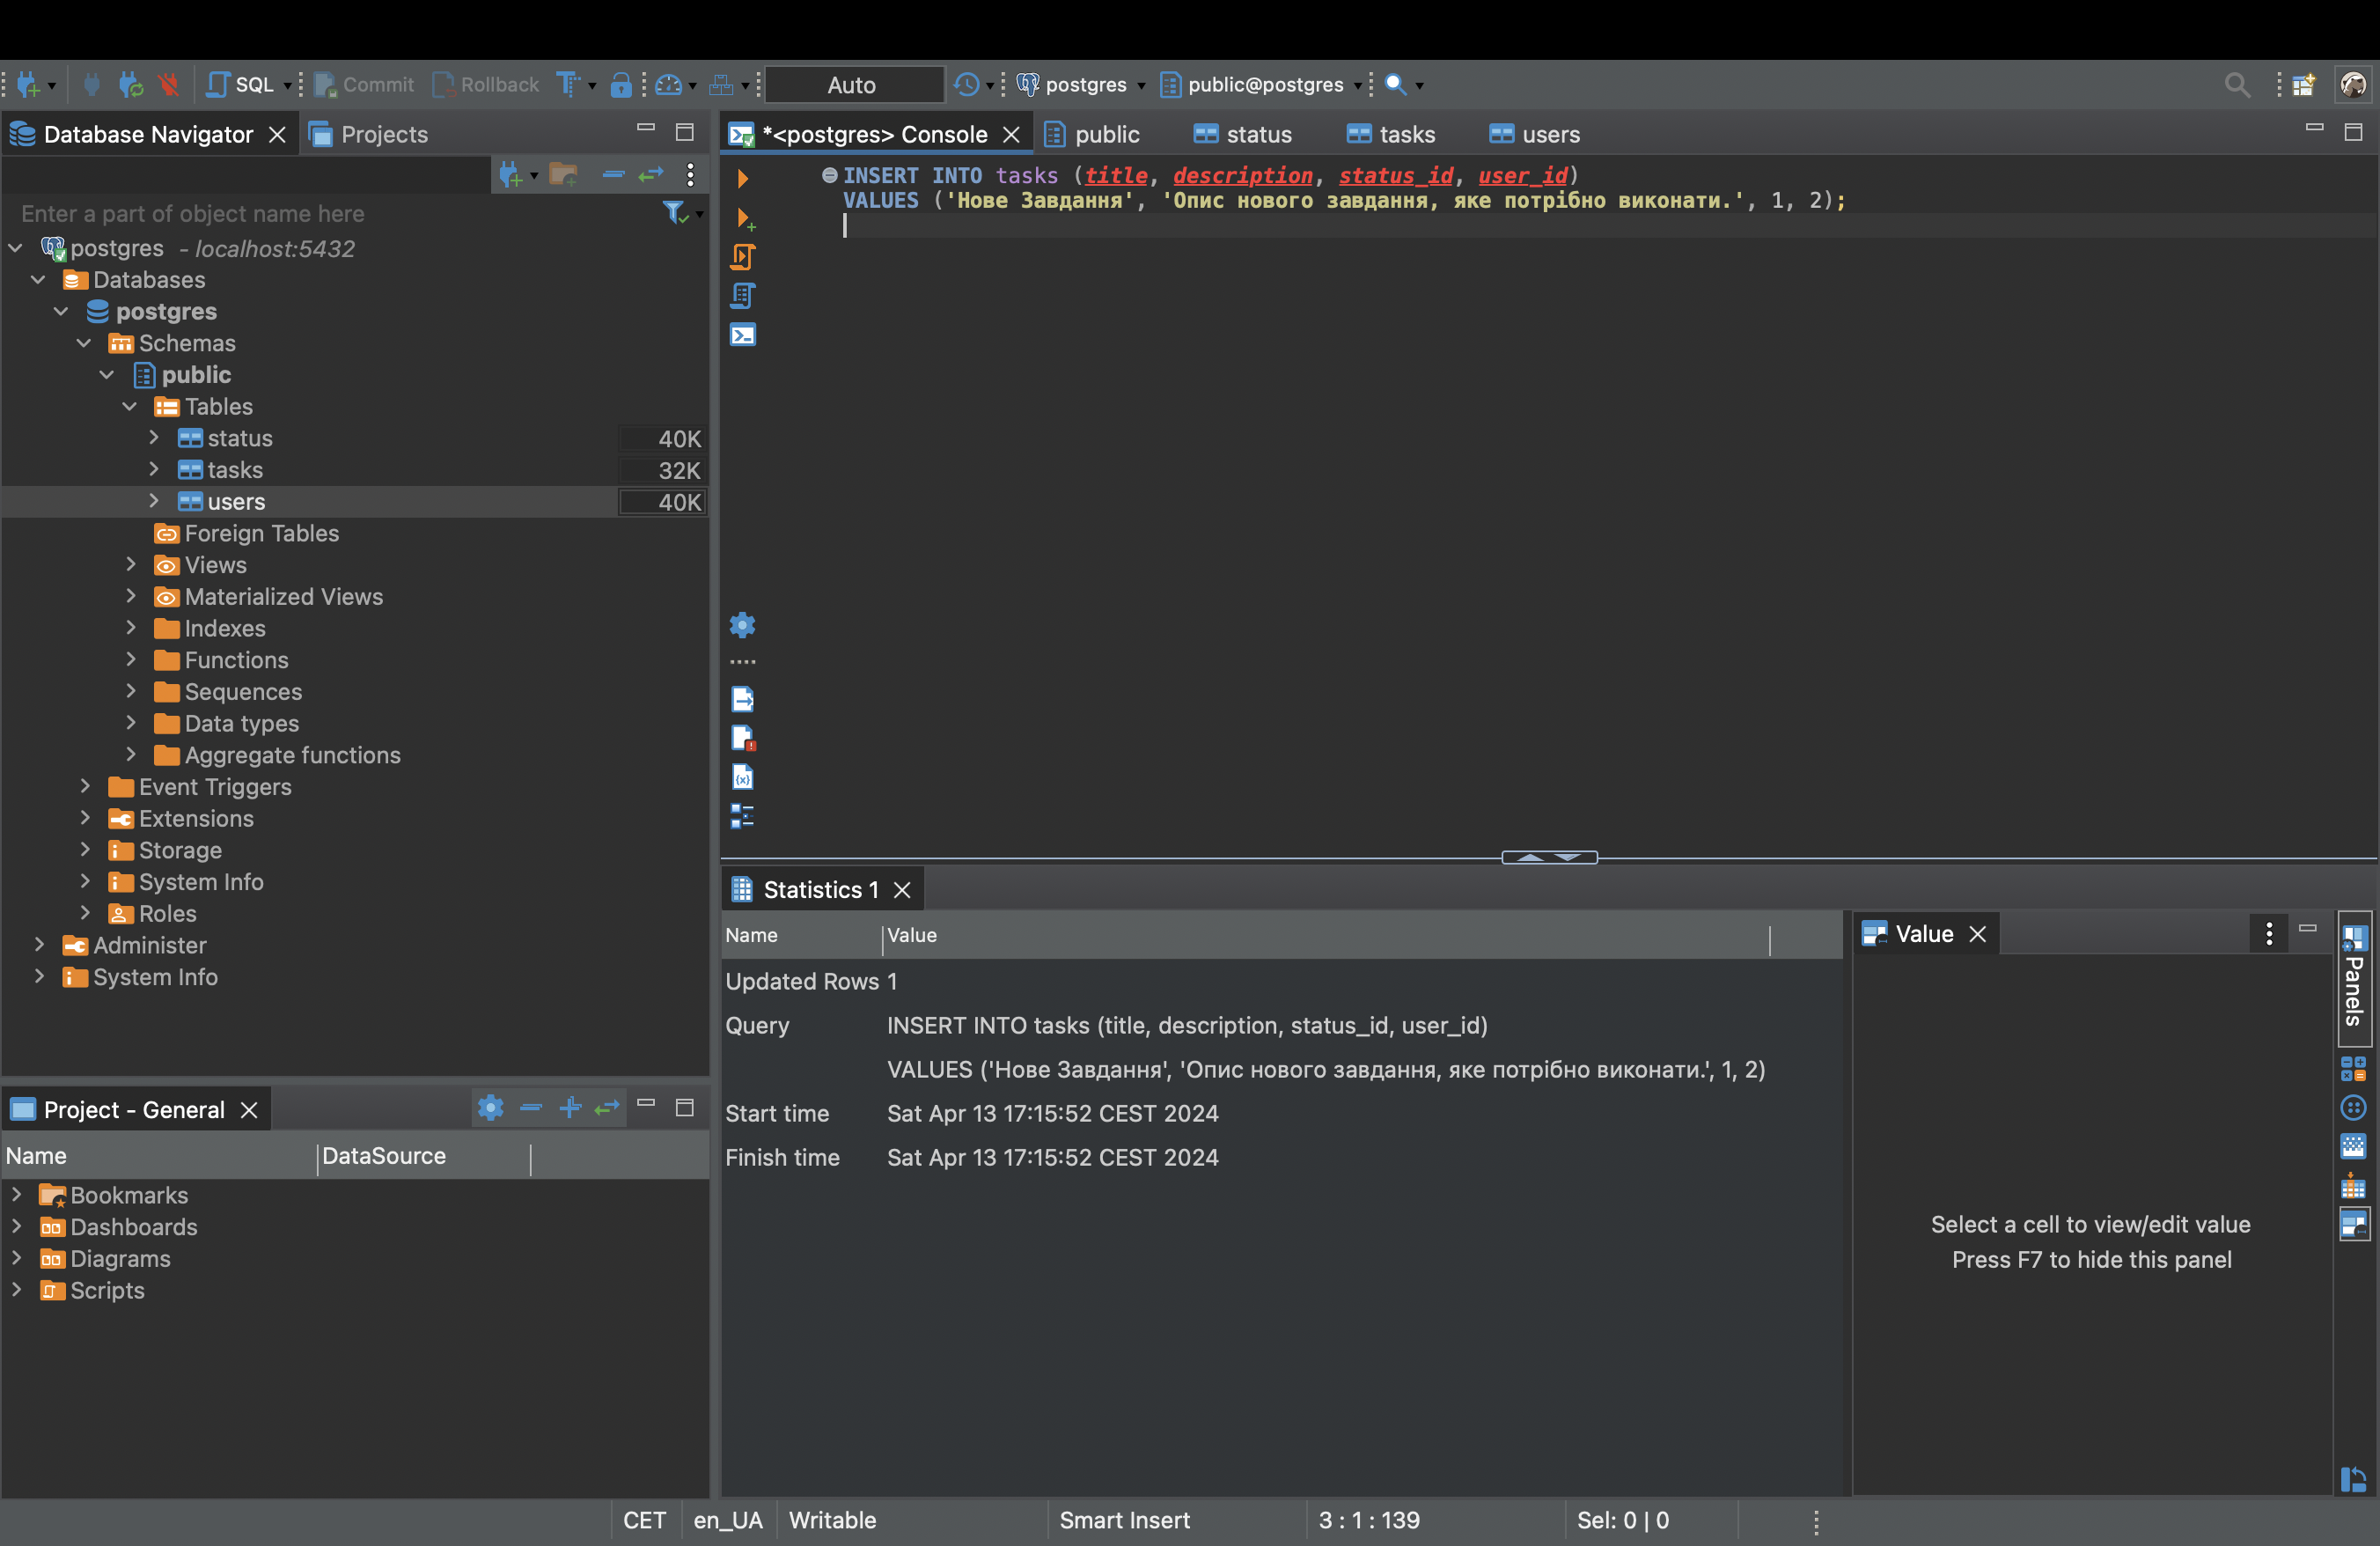 SQL Commit Rollback Auto postgres public@postgres
Database Navigator Projects
Enter a part of object name here
postgres - localhost:5432
Databases
postgres
Schemas
public
Tables
status 40K
tasks 32K
users 40K
Foreign Tables
Views
Materialized Views
Indexes
Functions
Sequences
Data types
Aggregate functions
Event Triggers
Extensions
Storage
System Info
Roles
Administer
System Info
Project - General
Name DataSource
Bookmarks
Dashboards
Diagrams
Scripts
*<postgres> Console public status tasks users
INSERT INTO tasks (title, description, status_id, user_id)
VALUES ('Нове Завдання', 'Опис нового завдання, яке потрібно виконати.', 1, 2);
Statistics 1
Name Value
Updated Rows 1
Query INSERT INTO tasks (title, description, status_id, user_id)
VALUES ('Нове Завдання', 'Опис нового завдання, яке потрібно виконати.', 1, 2)
Start time Sat Apr 13 17:15:52 CEST 2024
Finish time Sat Apr 13 17:15:52 CEST 2024
Value
Select a cell to view/edit value
Press F7 to hide this panel
Panels
CET en_UA Writable Smart Insert 3 : 1 : 139 Sel: 0 | 0